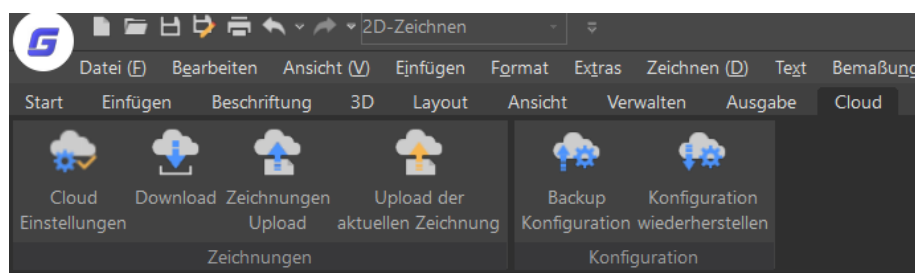 G
2D-Zeichnen
Datei (F) Bearbeiten Ansicht (V) Einfügen Format Extras Zeichnen (D) Text Bemaßung
Start Einfügen Beschriftung 3D Layout Ansicht Verwalten Ausgabe Cloud
Cloud Download Zeichnungen Upload der Backup Konfiguration
Einstellungen Upload aktuellen Zeichnung Konfiguration wiederherstellen
Zeichnungen Konfiguration